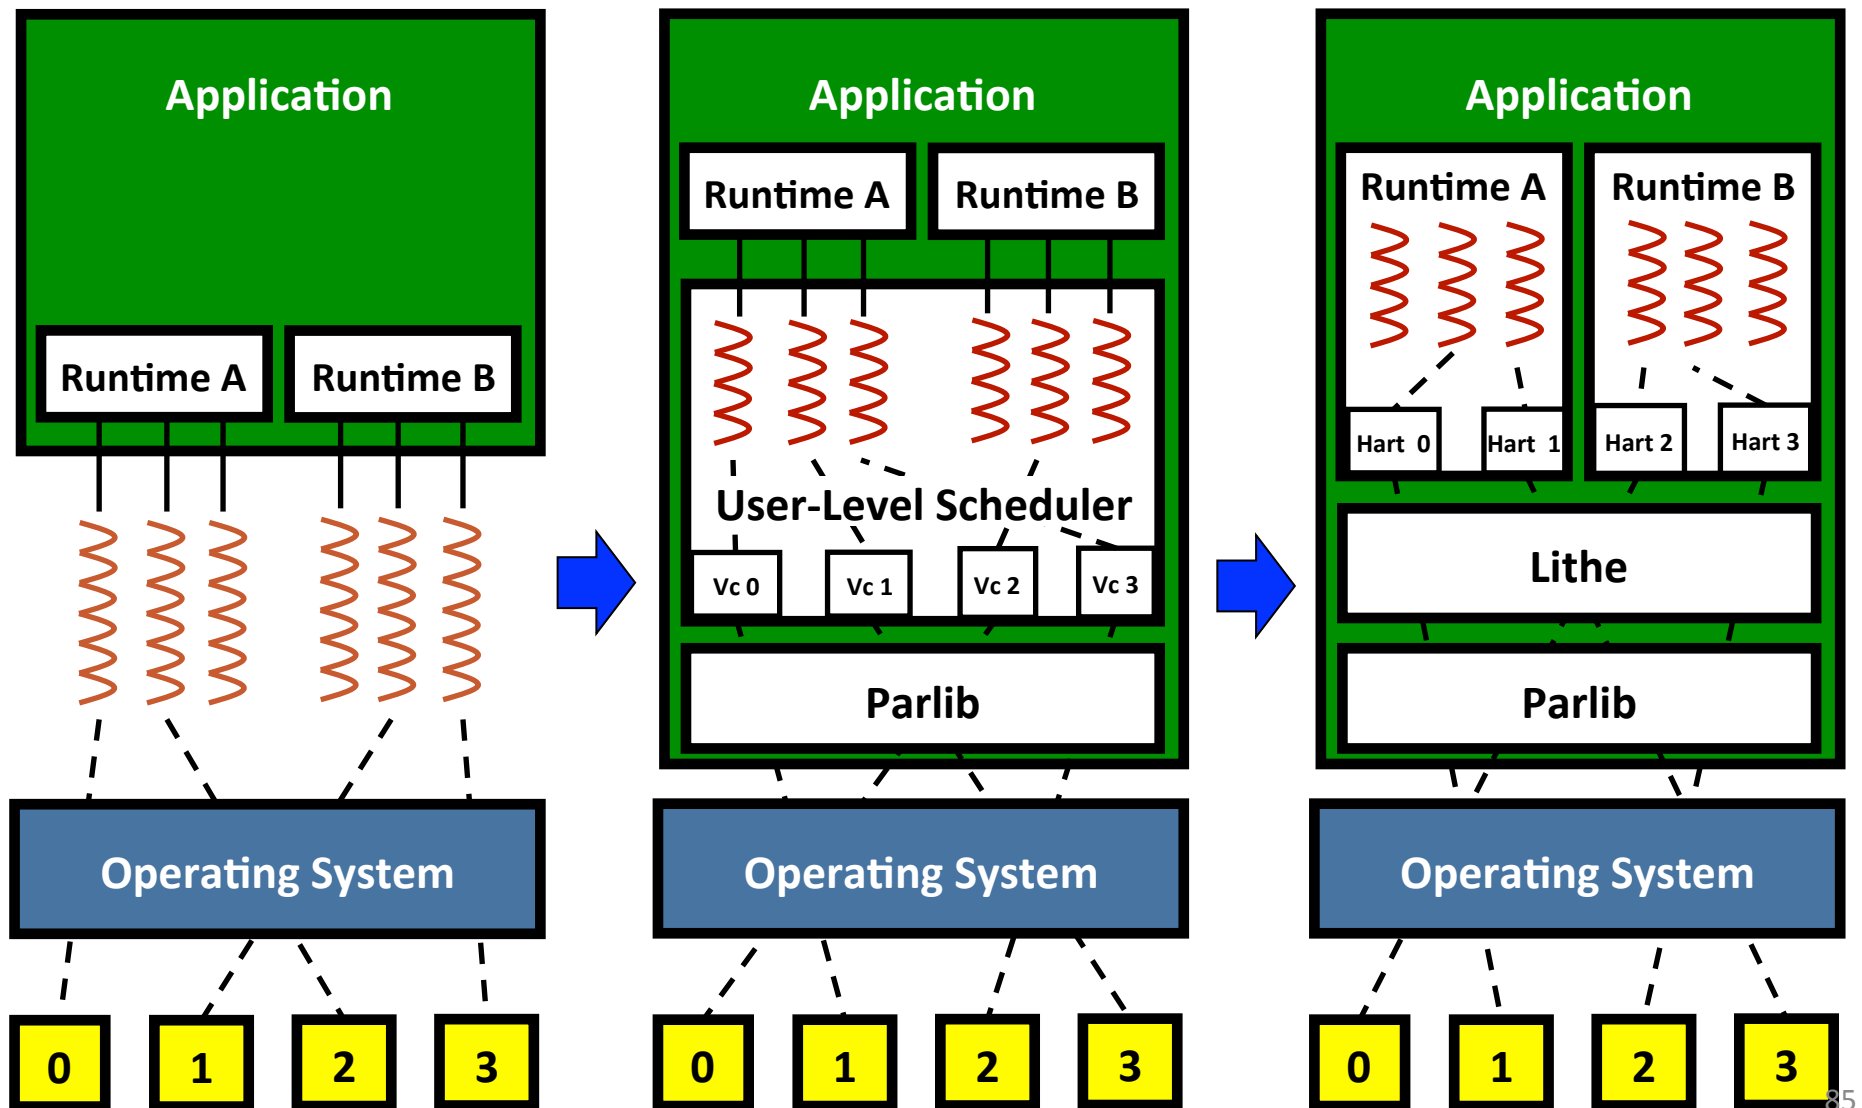 Application
Runtime A
Runtime B
Operating System
0
1
2
3
Application
Runtime A
Runtime B
User-Level Scheduler
Vc 0
Vc 1
Vc 2
Vc 3
Parlib
Operating System
0
1
2
3
Application
Runtime A
Runtime B
Hart 0
Hart 1
Hart 2
Hart 3
Lithe
Parlib
Operating System
0
1
2
3
85